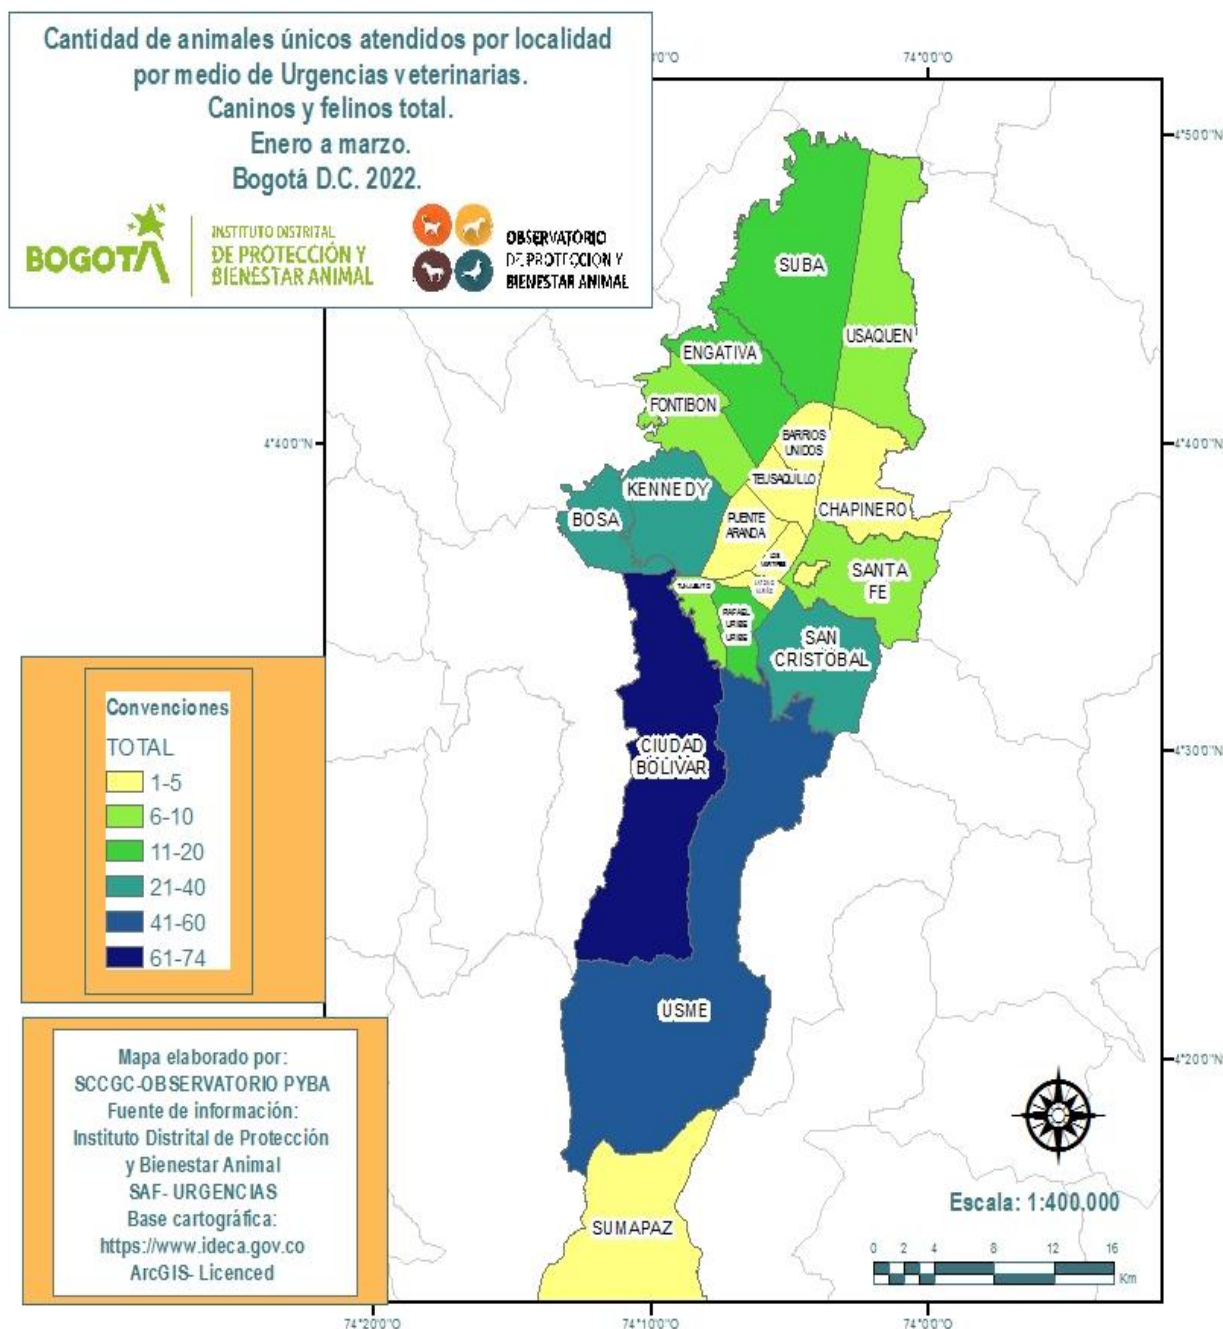 Cantidad de animales únicos atendidos por localidad
por medio de Urgencias veterinarias.
Caninos y felinos total.
Enero a marzo.
Bogotá D.C. 2022.
BOGOTÁ
INSTITUTO DISTRITAL
DE PROTECCIÓN Y
BIENESTAR ANIMAL
OBSERVATORIO
DE PROTECCION Y
BIENESTAR ANIMAL
74°00'0"O
4°50'0"N
SUBA
USAQUEN
ENGATIVA
FONTIBON
4°40'0"N
4°40'0"N
BARRIOS
UNIDOS
TEUSAQUILLO
KENNEDY
CHAPINERO
BOSA
PUENTE
ARANDA
SANTA
FE
TUNJUELITO
RAFAEL
URIBE
URIBE
SAN
CRISTOBAL
CIUDAD
BOLIVAR
4°30'0"N
Convenciones
TOTAL
1-5
6-10
11-20
21-40
41-60
61-74
USME
4°20'0"N
Mapa elaborado por:
SCCGC-OBSERVATORIO PYBA
Fuente de información:
Instituto Distrital de Protección
y Bienestar Animal
SAF- URGENCIAS
Base cartográfica:
https://www.ideca.gov.co
ArcGIS- Licenced
SUMAPAZ
Escala: 1:400.000
0 2 4 8 12 16
Km
74°20'0"O
74°10'0"O
74°00'0"O